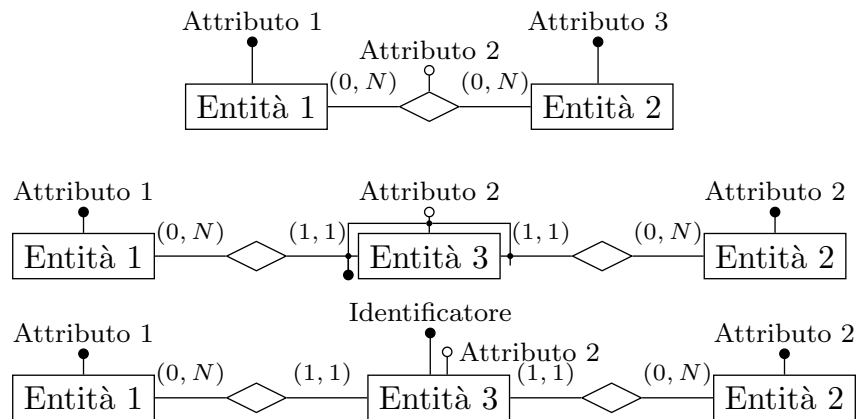 Attributo 1 Attributo 2 Attributo 3
Entità 1 (0, N) (0, N) Entità 2
Attributo 1 Attributo 2 Attributo 2
Entità 1 (0, N) (1, 1) Entità 3 (1, 1) (0, N) Entità 2
Identificatore
Attributo 1 Attributo 2 Attributo 2
Entità 1 (0, N) (1, 1) Entità 3 (1, 1) (0, N) Entità 2